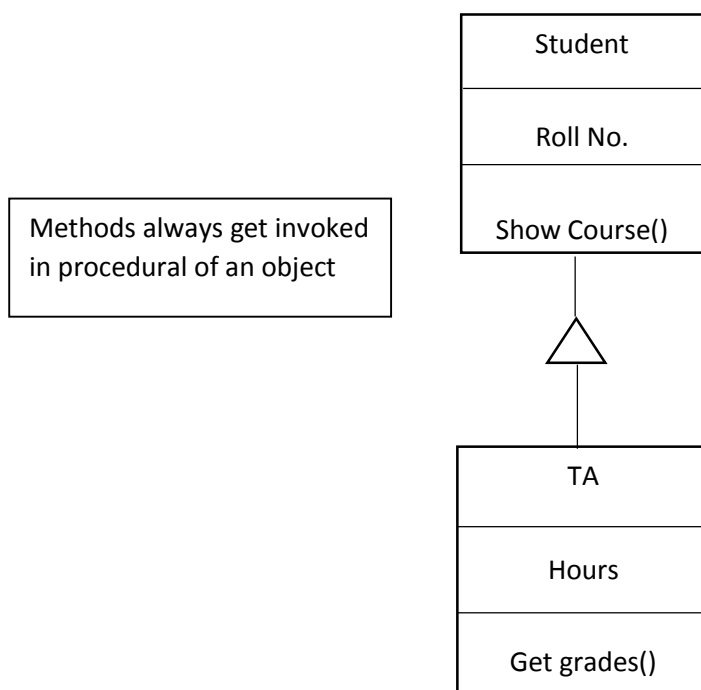 Student
Roll No.
Show Course()
Methods always get invoked
in procedural of an object
TA
Hours
Get grades()